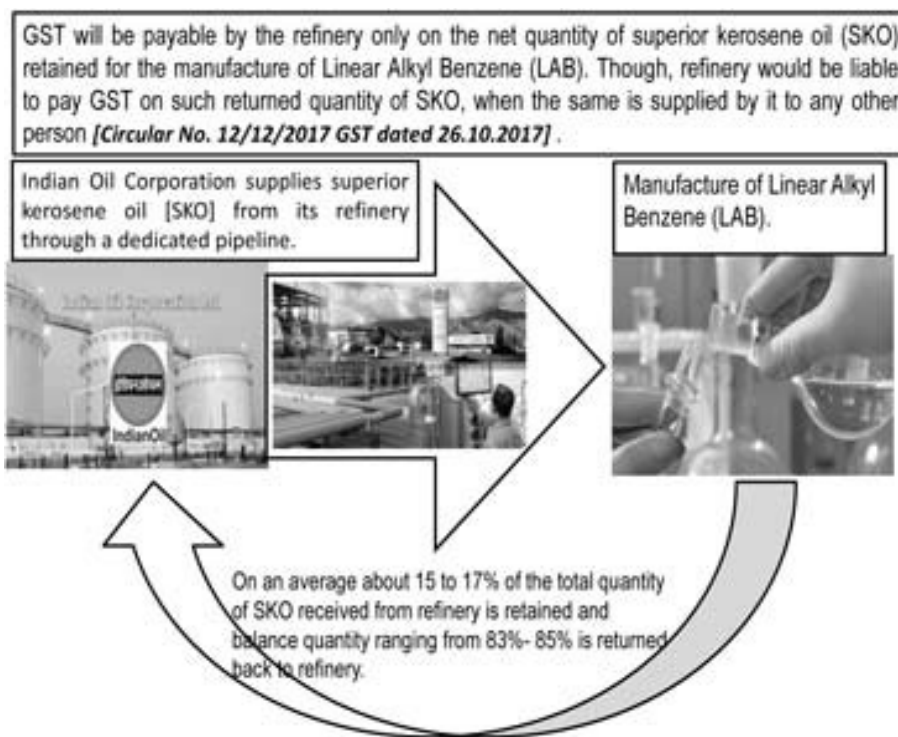 GST will be payable by the refinery only on the net quantity of superior kerosene oil (SKO)
retained for the manufacture of Linear Alkyl Benzene (LAB). Though, refinery would be liable
to pay GST on such returned quantity of SKO, when the same is supplied by it to any other
person [Circular No. 12/12/2017 GST dated 26.10.2017] .
Indian Oil Corporation supplies superior
kerosene oil [SKO] from its refinery
through a dedicated pipeline.
Manufacture of Linear Alkyl
Benzene (LAB).
IndianOil
On an average about 15 to 17% of the total quantity
of SKO received from refinery is retained and
balance quantity ranging from 83%- 85% is returned
back to refinery.